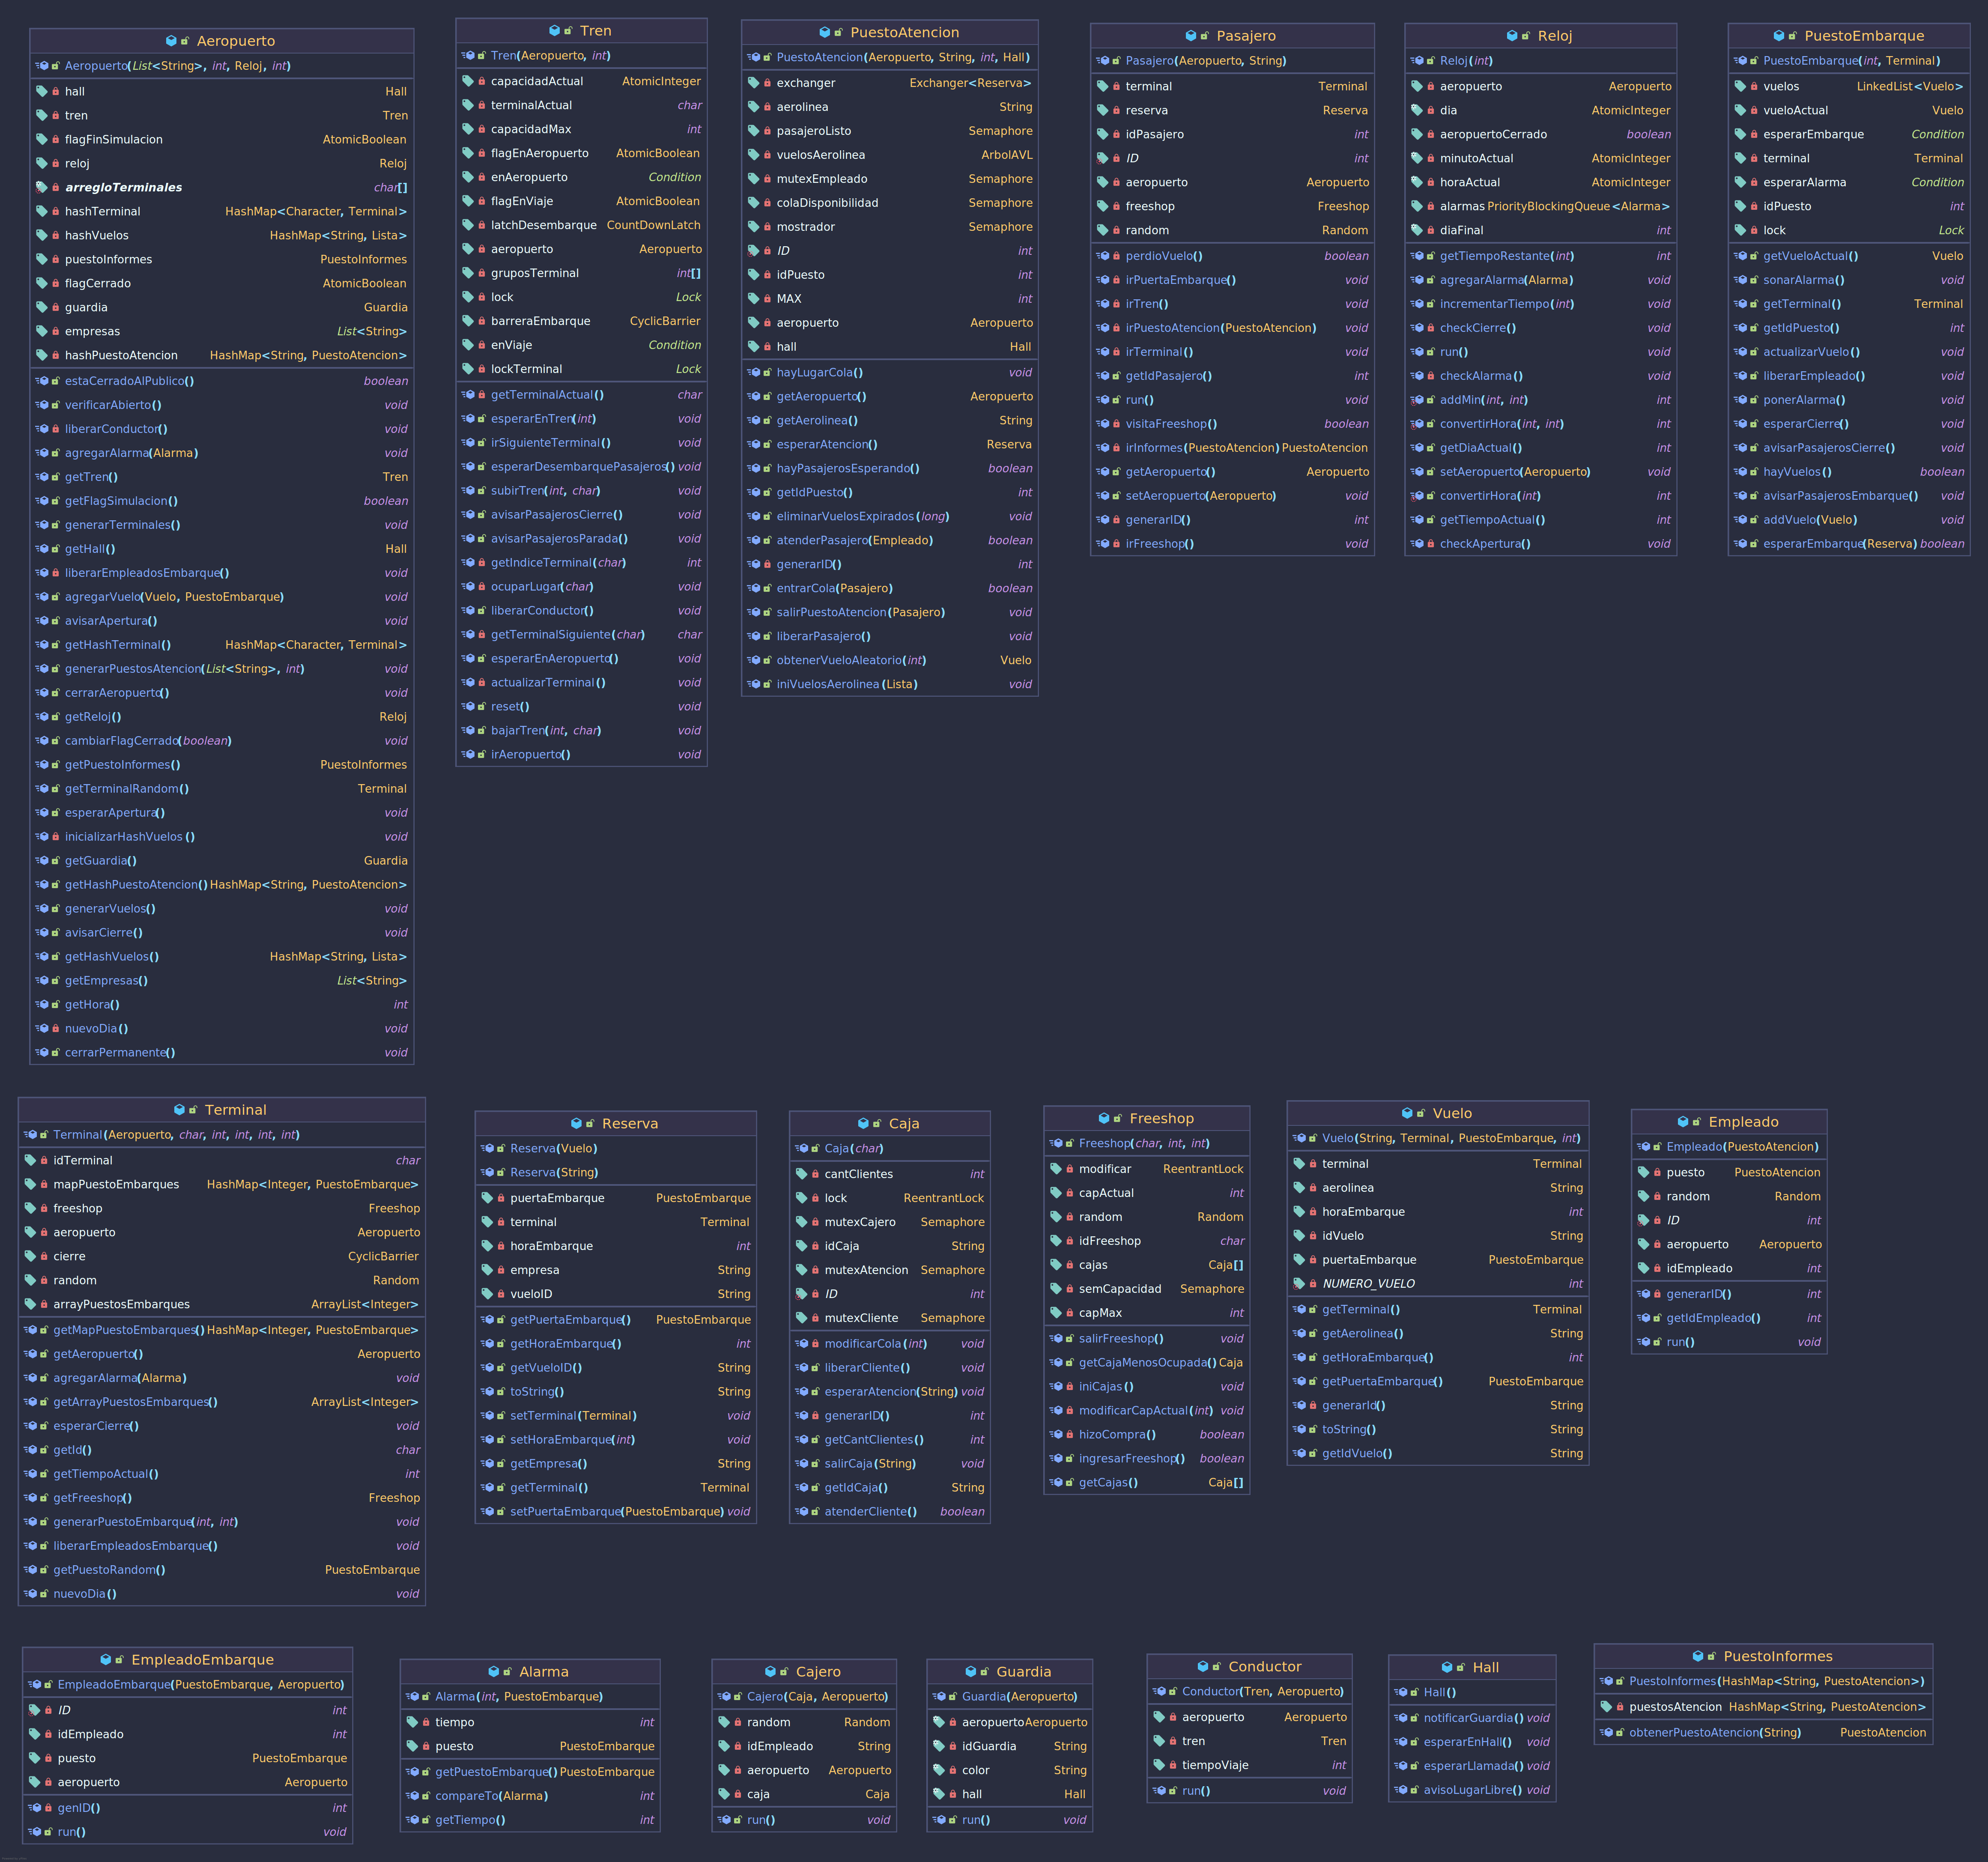 Aeropuerto
Aeropuerto(List<String>, int, Reloj, int)
hall Hall
tren Tren
flagFinSimulacion AtomicBoolean
reloj Reloj
arregloTerminales char[]
hashTerminal HashMap<Character, Terminal>
hashVuelos HashMap<String, Lista>
puestoInformes PuestoInformes
flagCerrado AtomicBoolean
guardia Guardia
empresas List<String>
hashPuestoAtencion HashMap<String, PuestoAtencion>
estaCerradoAlPublico() boolean
verificarAbierto() void
liberarConductor() void
agregarAlarma(Alarma) void
getTren() Tren
getFlagSimulacion() boolean
generarTerminales() void
getHall() Hall
liberarEmpleadosEmbarque() void
agregarVuelo(Vuelo, PuestoEmbarque) void
avisarApertura() void
getHashTerminal() HashMap<Character, Terminal>
generarPuestosAtencion(List<String>, int) void
cerrarAeropuerto() void
getReloj() Reloj
cambiarFlagCerrado(boolean) void
getPuestoInformes() PuestoInformes
getTerminalRandom() Terminal
esperarApertura() void
inicializarHashVuelos() void
getGuardia() Guardia
getHashPuestoAtencion() HashMap<String, PuestoAtencion>
generarVuelos() void
avisarCierre() void
getHashVuelos() HashMap<String, Lista>
getEmpresas() List<String>
getHora() int
nuevoDia() void
cerrarPermanente() void
Tren
Tren(Aeropuerto, int)
capacidadActual AtomicInteger
terminalActual char
capacidadMax int
flagEnAeropuerto AtomicBoolean
enAeropuerto Condition
flagEnViaje AtomicBoolean
latchDesembarque CountDownLatch
aeropuerto Aeropuerto
gruposTerminal int[]
lock Lock
barreraEmbarque CyclicBarrier
enViaje Condition
lockTerminal Lock
getTerminalActual() char
esperarEnTren(int) void
irSiguienteTerminal() void
esperarDesembarquePasajeros() void
subirTren(int, char) void
avisarPasajerosCierre() void
avisarPasajerosParada() void
getIndiceTerminal(char) int
ocuparLugar(char) void
liberarConductor() void
getTerminalSiguiente(char) char
esperarEnAeropuerto() void
actualizarTerminal() void
reset() void
bajarTren(int, char) void
irAeropuerto() void
PuestoAtencion
PuestoAtencion(Aeropuerto, String, int, Hall)
exchanger Exchanger<Reserva>
aerolinea String
pasajeroListo Semaphore
vuelosAerolinea ArbolAVL
mutexEmpleado Semaphore
colaDisponibilidad Semaphore
mostrador Semaphore
ID int
idPuesto int
MAX int
aeropuerto Aeropuerto
hall Hall
hayLugarCola() void
getAeropuerto() Aeropuerto
getAerolinea() String
esperarAtencion() Reserva
hayPasajerosEsperando() boolean
getIdPuesto() int
eliminarVuelosExpirados(long) void
atenderPasajero(Empleado) boolean
generarID() int
entrarCola(Pasajero) boolean
salirPuestoAtencion(Pasajero) void
liberarPasajero() void
obtenerVueloAleatorio(int) Vuelo
iniVuelosAerolinea(Lista) void
Pasajero
Pasajero(Aeropuerto, String)
terminal Terminal
reserva Reserva
idPasajero int
ID int
aeropuerto Aeropuerto
freeshop Freeshop
random Random
perdioVuelo() boolean
irPuertaEmbarque() void
irTren() void
irPuestoAtencion(PuestoAtencion) void
irTerminal() void
getIdPasajero() int
run() void
visitaFreeshop() boolean
irInformes(PuestoAtencion) PuestoAtencion
getAeropuerto() Aeropuerto
setAeropuerto(Aeropuerto) void
generarID() int
irFreeshop() void
Reloj
Reloj(int)
aeropuerto Aeropuerto
dia AtomicInteger
aeropuertoCerrado boolean
minutoActual AtomicInteger
horaActual AtomicInteger
alarmas PriorityBlockingQueue<Alarma>
diaFinal int
getTiempoRestante(int) int
agregarAlarma(Alarma) void
incrementarTiempo(int) void
checkCierre() void
run() void
checkAlarma() void
addMin(int, int) int
convertirHora(int, int) int
getDiaActual() int
setAeropuerto(Aeropuerto) void
convertirHora(int) int
getTiempoActual() int
checkApertura() void
PuestoEmbarque
PuestoEmbarque(int, Terminal)
vuelos LinkedList<Vuelo>
vueloActual Vuelo
esperarEmbarque Condition
terminal Terminal
esperarAlarma Condition
idPuesto int
lock Lock
getVueloActual() Vuelo
sonarAlarma() void
getTerminal() Terminal
getIdPuesto() int
actualizarVuelo() void
liberarEmpleado() void
ponerAlarma() void
esperarCierre() void
avisarPasajerosCierre() void
hayVuelos() boolean
avisarPasajerosEmbarque() void
addVuelo(Vuelo) void
esperarEmbarque(Reserva) boolean
Terminal
Terminal(Aeropuerto, char, int, int, int, int)
idTerminal char
mapPuestoEmbarques HashMap<Integer, PuestoEmbarque>
freeshop Freeshop
aeropuerto Aeropuerto
cierre CyclicBarrier
random Random
arrayPuestosEmbarques ArrayList<Integer>
getMapPuestoEmbarques() HashMap<Integer, PuestoEmbarque>
getAeropuerto() Aeropuerto
agregarAlarma(Alarma) void
getArrayPuestosEmbarques() ArrayList<Integer>
esperarCierre() void
getId() char
getTiempoActual() int
getFreeshop() Freeshop
generarPuestoEmbarque(int, int) void
liberarEmpleadosEmbarque() void
getPuestoRandom() PuestoEmbarque
nuevoDia() void
Reserva
Reserva(Vuelo)
Reserva(String)
puertaEmbarque PuestoEmbarque
terminal Terminal
horaEmbarque int
empresa String
vueloID String
getPuertaEmbarque() PuestoEmbarque
getHoraEmbarque() int
getVueloID() String
toString() String
setTerminal(Terminal) void
setHoraEmbarque(int) void
getEmpresa() String
getTerminal() Terminal
setPuertaEmbarque(PuestoEmbarque) void
Caja
Caja(char)
cantClientes int
lock ReentrantLock
mutexCajero Semaphore
idCaja String
mutexAtencion Semaphore
ID int
mutexCliente Semaphore
modificarCola(int) void
liberarCliente() void
esperarAtencion(String) void
generarID() int
getCantClientes() int
salirCaja(String) void
getIdCaja() String
atenderCliente() boolean
Freeshop
Freeshop(char, int, int)
modificar ReentrantLock
capActual int
random Random
idFreeshop char
cajas Caja[]
semCapacidad Semaphore
capMax int
salirFreeshop() void
getCajaMenosOcupada() Caja
iniCajas() void
modificarCapActual(int) void
hizoCompra() boolean
ingresarFreeshop() boolean
getCajas() Caja[]
Vuelo
Vuelo(String, Terminal, PuestoEmbarque, int)
terminal Terminal
aerolinea String
horaEmbarque int
idVuelo String
puertaEmbarque PuestoEmbarque
NUMERO_VUELO int
getTerminal() Terminal
getAerolinea() String
getHoraEmbarque() int
getPuertaEmbarque() PuestoEmbarque
generarId() String
toString() String
getIdVuelo() String
Empleado
Empleado(PuestoAtencion)
puesto PuestoAtencion
random Random
ID int
aeropuerto Aeropuerto
idEmpleado int
generarID() int
getIdEmpleado() int
run() void
EmpleadoEmbarque
EmpleadoEmbarque(PuestoEmbarque, Aeropuerto)
ID int
idEmpleado int
puesto PuestoEmbarque
aeropuerto Aeropuerto
genID() int
run() void
Alarma
Alarma(int, PuestoEmbarque)
tiempo int
puesto PuestoEmbarque
getPuestoEmbarque() PuestoEmbarque
compareTo(Alarma) int
getTiempo() int
Cajero
Cajero(Caja, Aeropuerto)
random Random
idEmpleado String
aeropuerto Aeropuerto
caja Caja
run() void
Guardia
Guardia(Aeropuerto)
aeropuerto Aeropuerto
idGuardia String
color String
hall Hall
run() void
Conductor
Conductor(Tren, Aeropuerto)
aeropuerto Aeropuerto
tren Tren
tiempoViaje int
run() void
Hall
Hall()
notificarGuardia() void
esperarEnHall() void
esperarLlamada() void
avisoLugarLibre() void
PuestoInformes
PuestoInformes(HashMap<String, PuestoAtencion>)
puestosAtencion HashMap<String, PuestoAtencion>
obtenerPuestoAtencion(String) PuestoAtencion